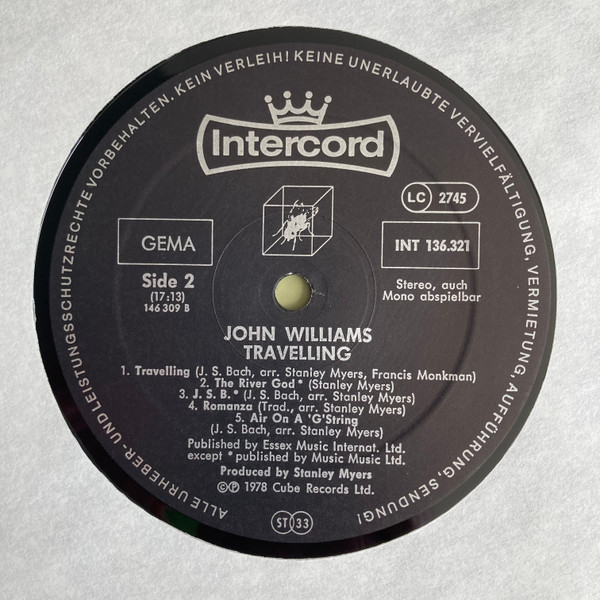 ALLE URHEBER- UND LEISTUNGSSCHUTZRECHTE VORBEHALTEN. KEIN VERLEIH! KEINE UNERLAUBTE VERVIELFÄLTIGUNG, VERMIETUNG, AUFFÜHRUNG, SENDUNG!
Intercord
LC 2745
GEMA
INT 136.321
Side 2
(17:13)
146 309 B
Stereo, auch
Mono abspielbar
JOHN WILLIAMS
TRAVELLING
1. Travelling (J. S. Bach, arr. Stanley Myers, Francis Monkman)
2. The River God * (Stanley Myers)
3. J. S. B. * (J. S. Bach, arr. Stanley Myers)
4. Romanza (Trad., arr. Stanley Myers)
5. Air On A 'G'String
(J. S. Bach, arr. Stanley Myers)
Published by Essex Music Internat. Ltd.
except * published by Music Music Ltd.
Produced by Stanley Myers
©℗ 1978 Cube Records Ltd.
ST 33